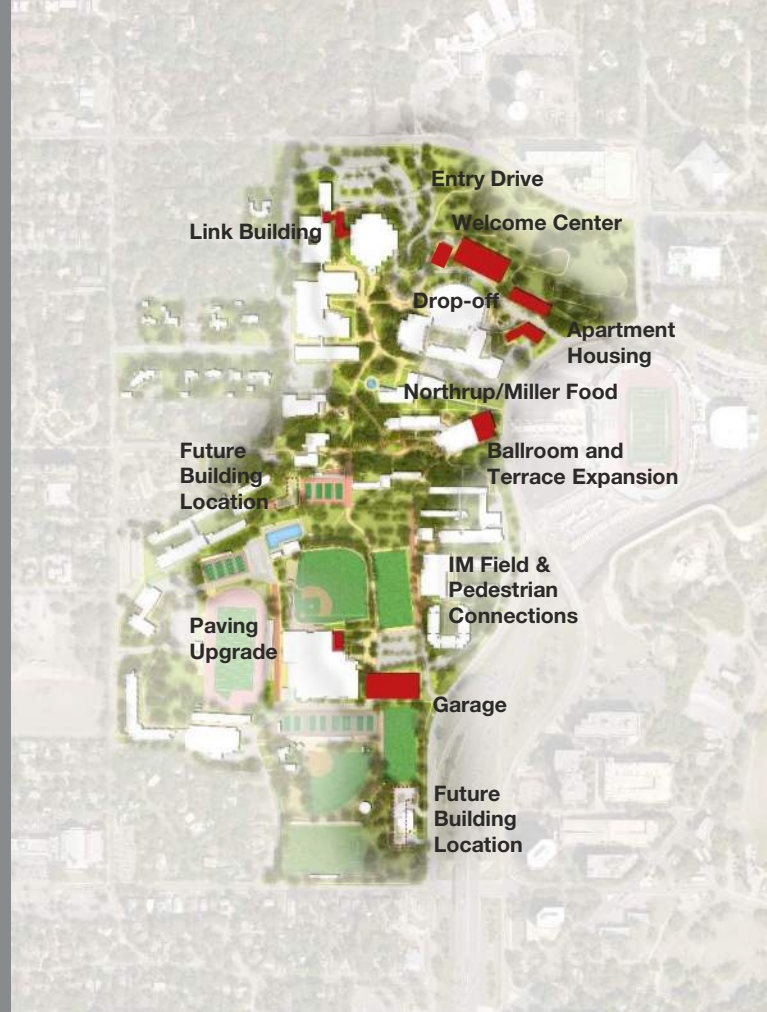 Entry Drive
Welcome Center
Link Building
Drop-off
Apartment
Housing
Northrup/Miller Food
Ballroom and
Terrace Expansion
Future
Building
Location
IM Field &
Pedestrian
Connections
Paving
Upgrade
Garage
Future
Building
Location